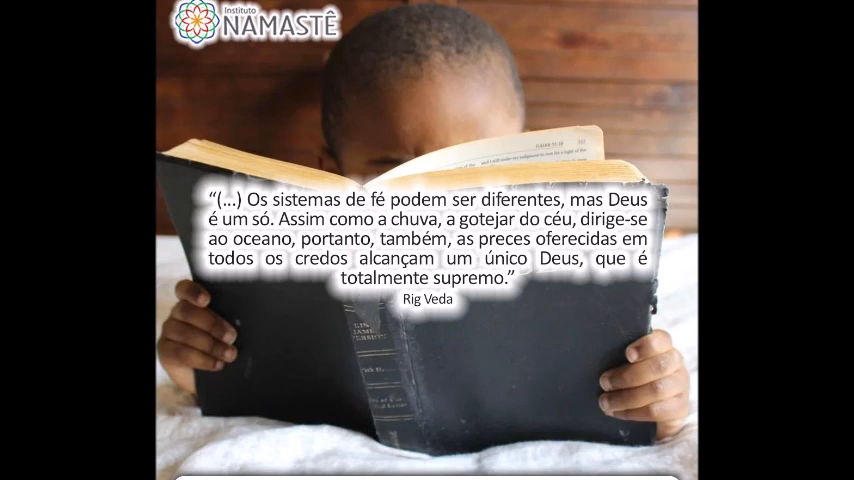 Instituto
NAMASTÊ
“(...) Os sistemas de fé podem ser diferentes, mas Deus
é um só. Assim como a chuva, a gotejar do céu, dirige-se
ao oceano, portanto, também, as preces oferecidas em
todos os credos alcançam um único Deus, que é
totalmente supremo.”
Rig Veda